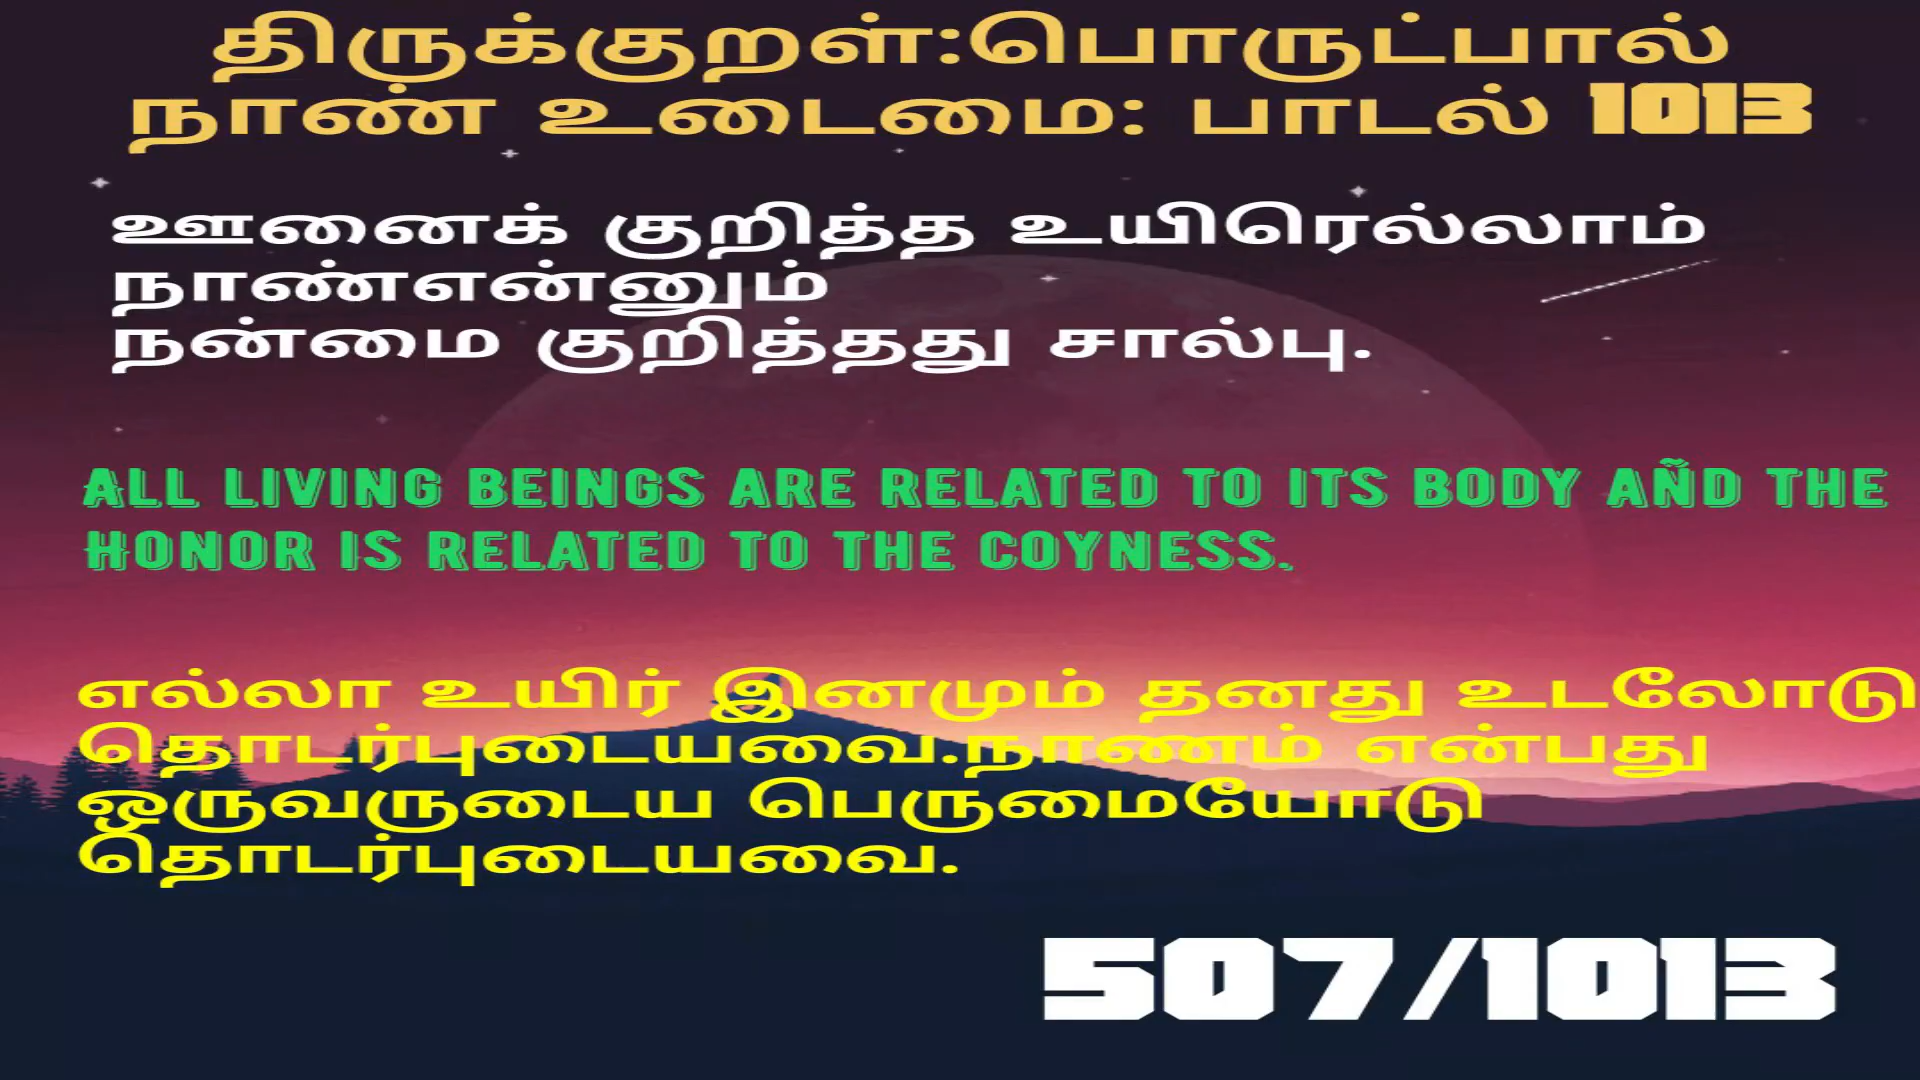 திருக்குறள்:பொருட்பால்
நாண் உடைமை: பாடல் 1013
ஊனைக் குறித்த உயிரெல்லாம்
நாண்என்னும்
நன்மை குறித்தது சால்பு.
ALL LIVING BEINGS ARE RELATED TO ITS BODY AÑD THE
HONOR IS RELATED TO THE COYNESS.
எல்லா உயிர் இனமும் தனது உடலோடு
தொடர்புடையவை.நாணம் என்பது
ஒருவருடைய பெருமையோடு
தொடர்புடையவை.
507/1013